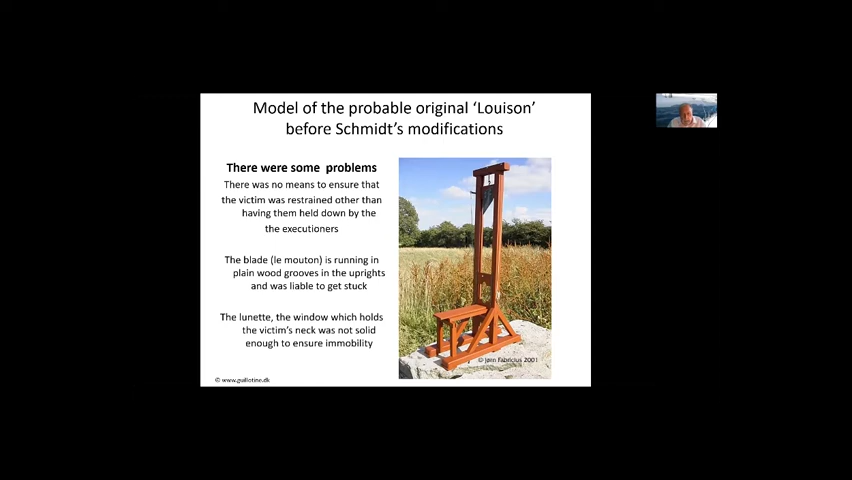 Model of the probable original ‘Louison’
before Schmidt’s modifications
There were some problems
There was no means to ensure that
the victim was restrained other than
having them held down by the
the executioners
The blade (le mouton) is running in
plain wood grooves in the uprights
and was liable to get stuck
The lunette, the window which holds
the victim’s neck was not solid
enough to ensure immobility
© Jørn Fabricius 2001
© www.guillotine.dk